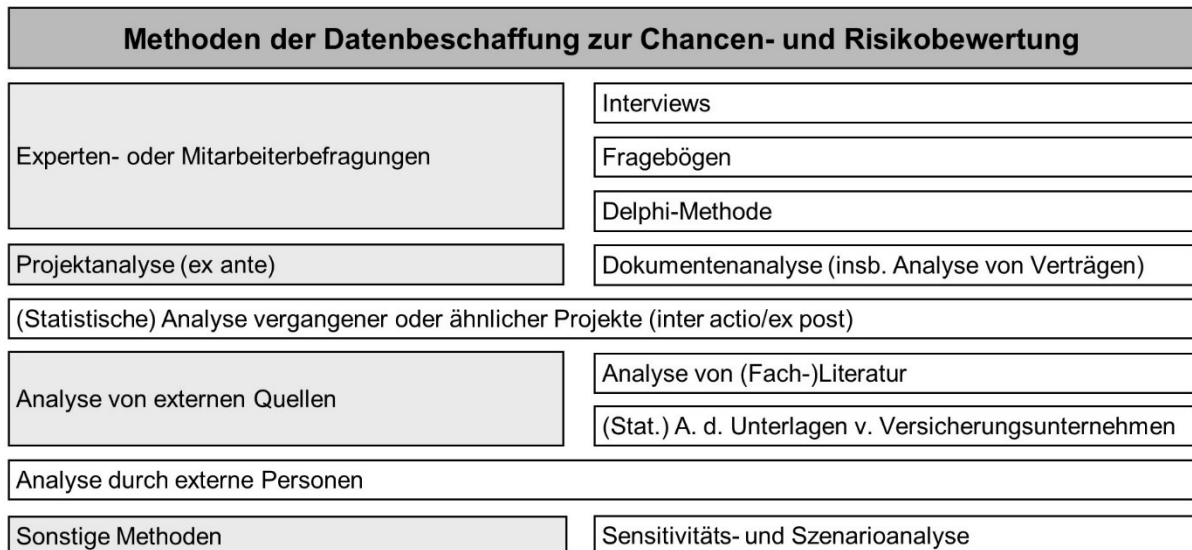 Methoden der Datenbeschaffung zur Chancen- und Risikobewertung
Experten- oder Mitarbeiterbefragungen
Interviews
Fragebögen
Delphi-Methode
Projektanalyse (ex ante)
Dokumentenanalyse (insb. Analyse von Verträgen)
(Statistische) Analyse vergangener oder ähnlicher Projekte (inter actio/ex post)
Analyse von externen Quellen
Analyse von (Fach-)Literatur
(Stat.) A. d. Unterlagen v. Versicherungsunternehmen
Analyse durch externe Personen
Sonstige Methoden
Sensitivitäts- und Szenarioanalyse